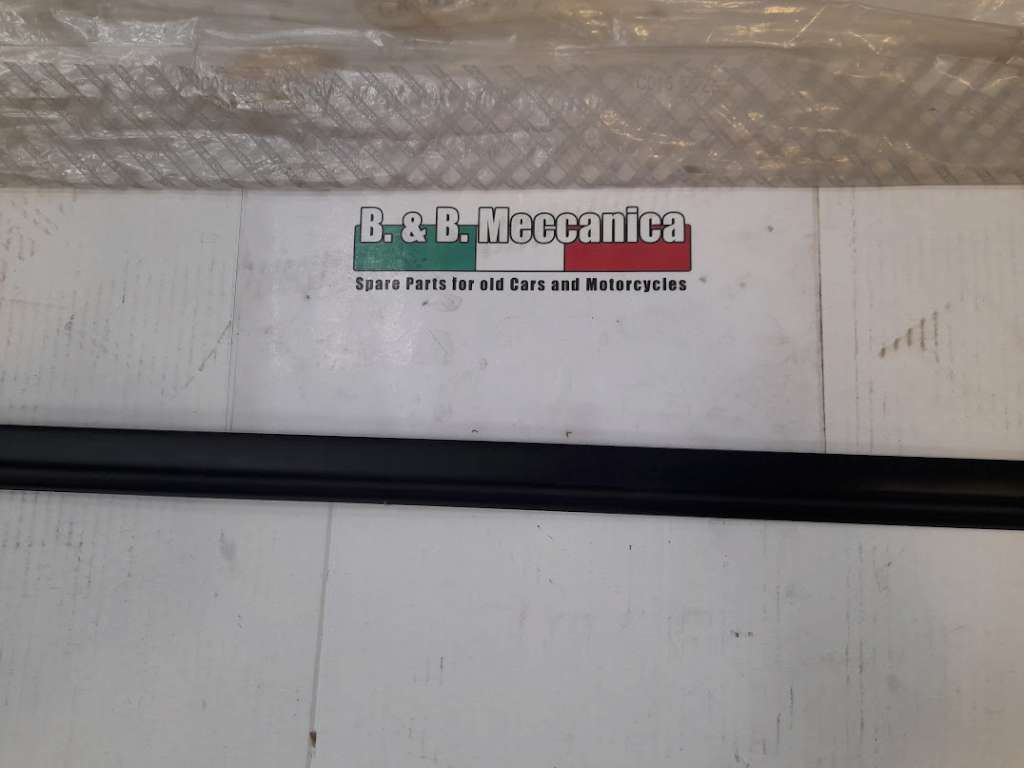 B. & B. Meccanica
Spare Parts for old Cars and Motorcycles